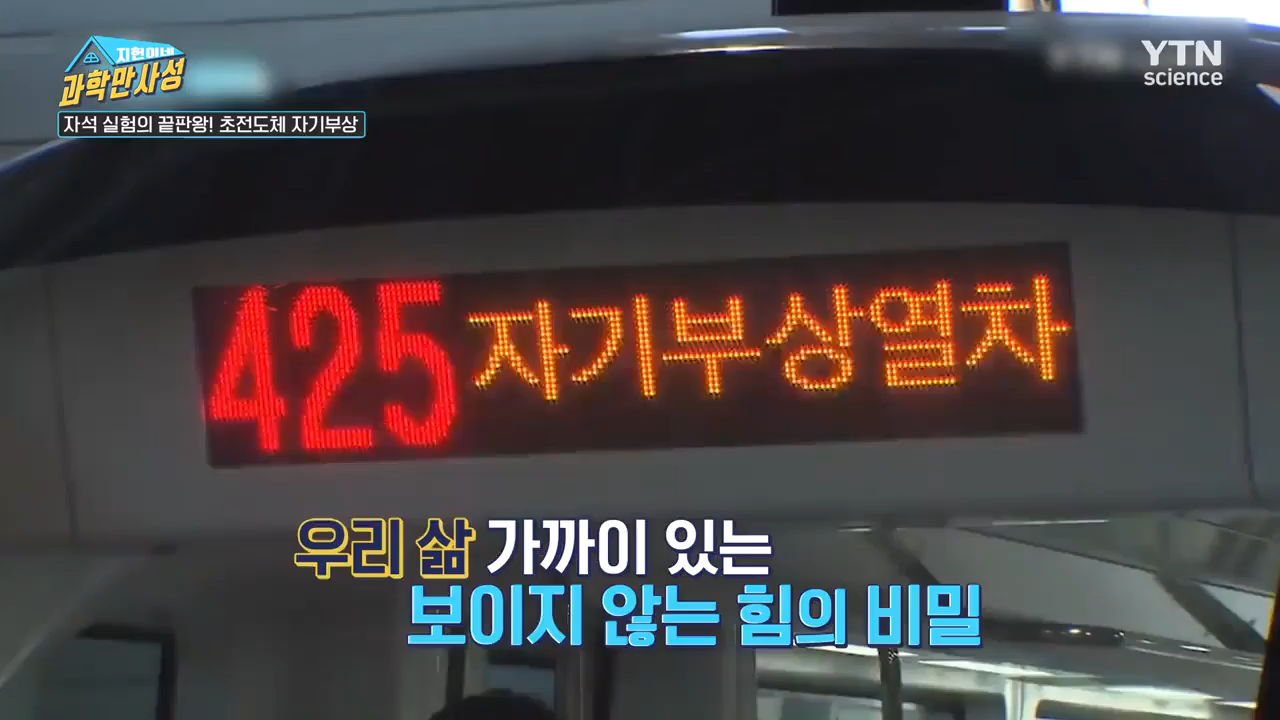 지헌이네
과학만사성
자석 실험의 끝판왕! 초전도체 자기부상
YTN
science
425 자기부상열차
우리 삶 가까이 있는
보이지 않는 힘의 비밀